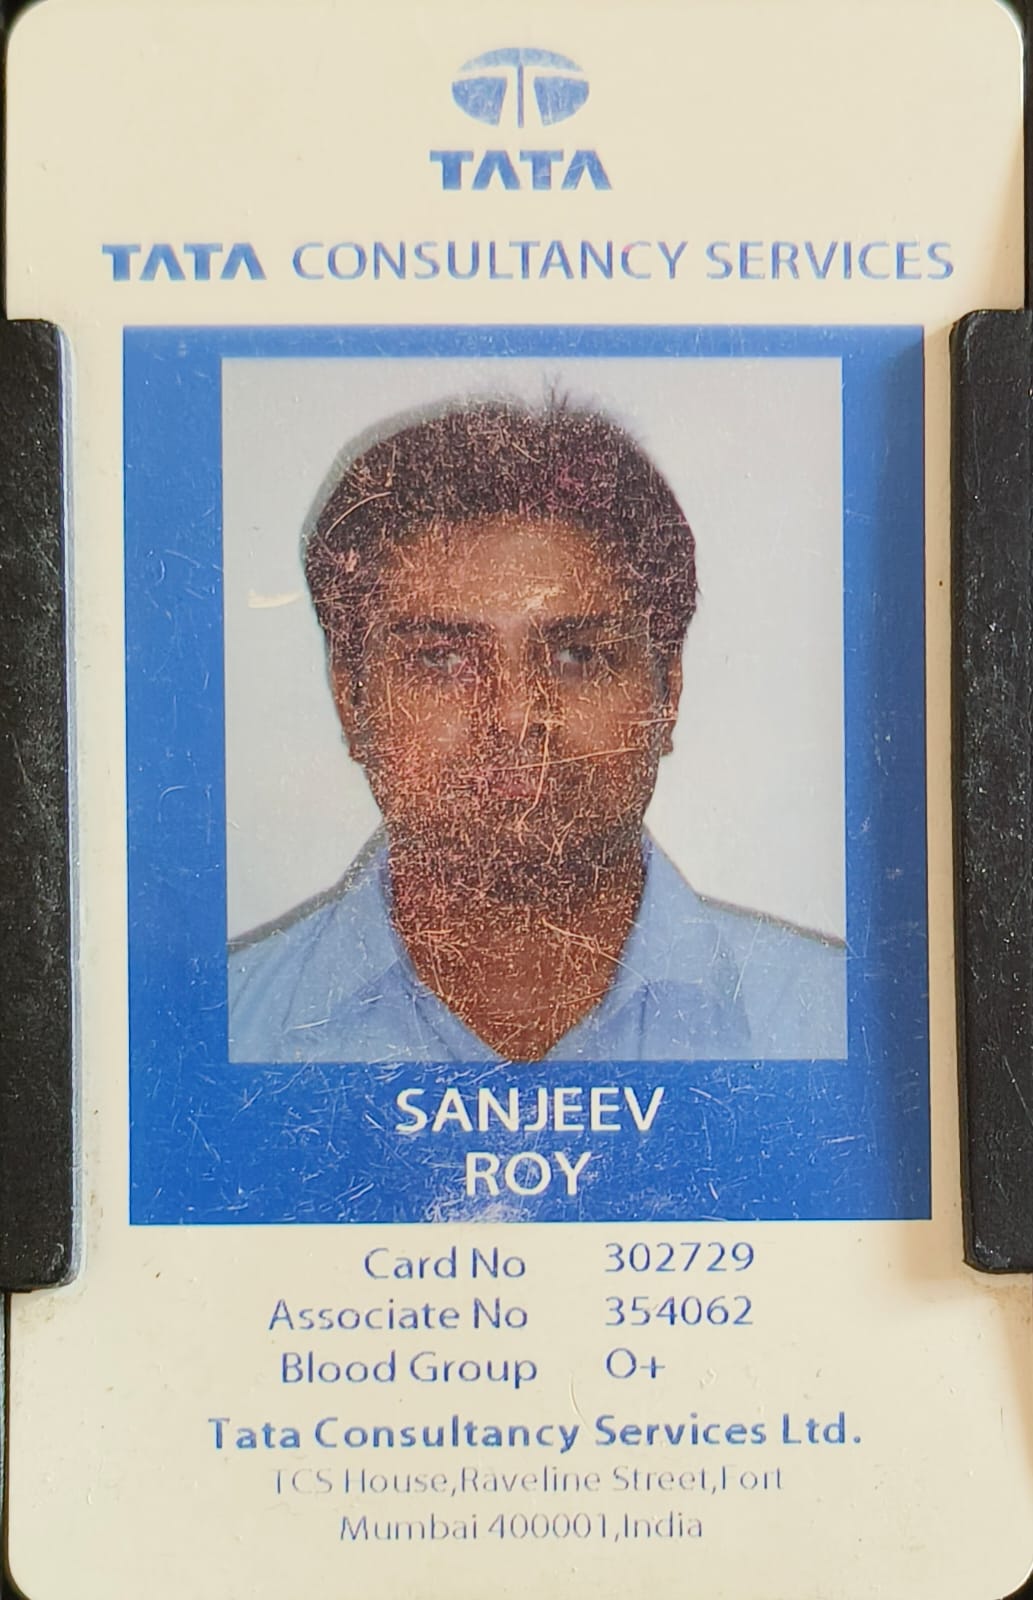 TATA
TATA CONSULTANCY SERVICES
SANJEEV
ROY
Card No 302729
Associate No 354062
Blood Group O+
Tata Consultancy Services Ltd.
TCS House,Raveline Street,Fort
Mumbai 400001,India